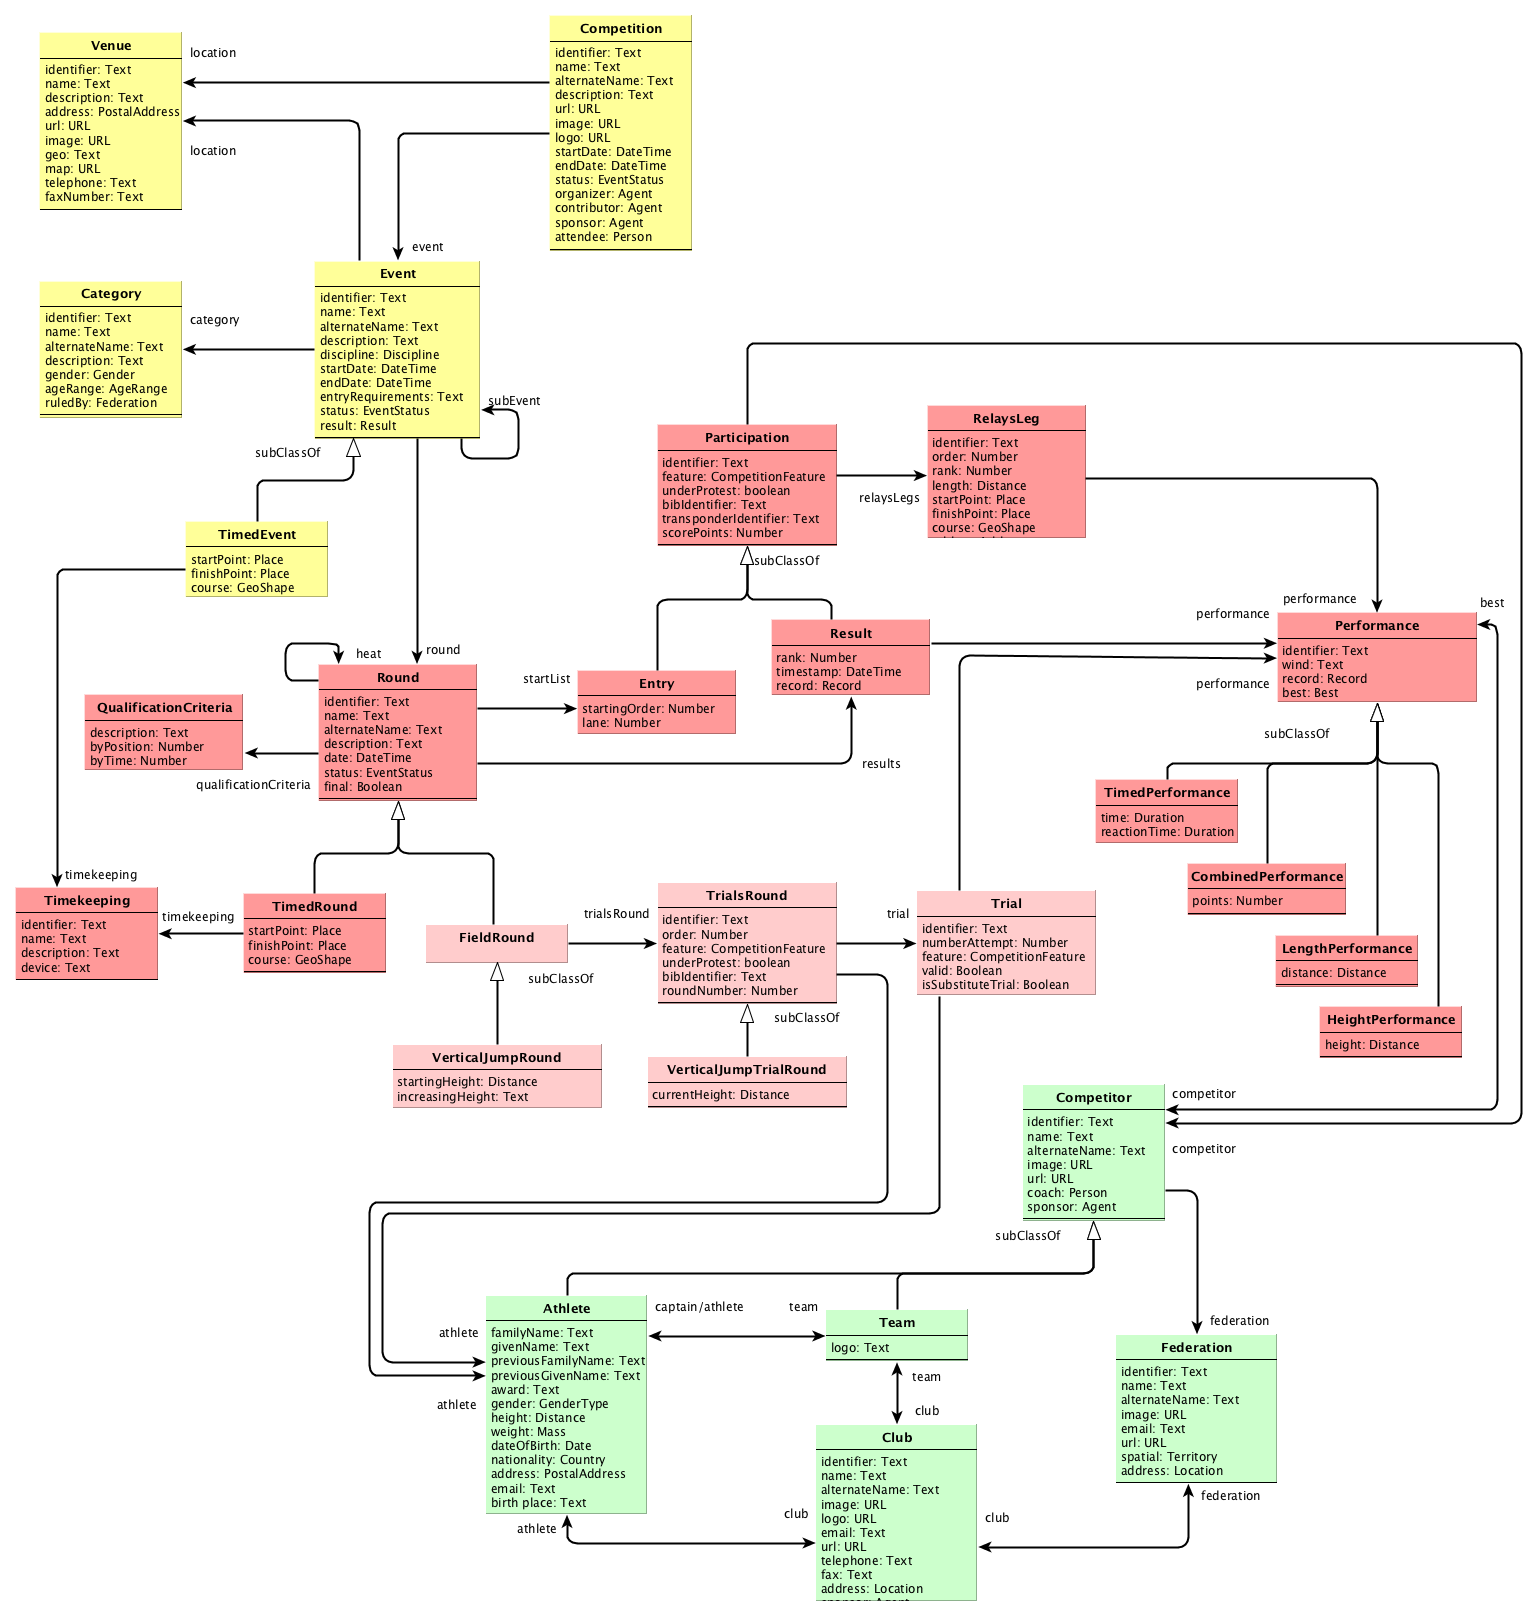 Competition
identifier: Text
name: Text
alternateName: Text
description: Text
url: URL
image: URL
logo: URL
startDate: DateTime
endDate: DateTime
status: EventStatus
organizer: Agent
contributor: Agent
sponsor: Agent
attendee: Person
Venue
identifier: Text
name: Text
description: Text
address: PostalAddress
url: URL
image: URL
geo: Text
map: URL
telephone: Text
faxNumber: Text
location
location
event
Event
identifier: Text
name: Text
alternateName: Text
description: Text
discipline: Discipline
startDate: DateTime
endDate: DateTime
entryRequirements: Text
status: EventStatus
result: Result
Category
identifier: Text
name: Text
alternateName: Text
description: Text
gender: Gender
ageRange: AgeRange
ruledBy: Federation
category
subEvent
subClassOf
TimedEvent
startPoint: Place
finishPoint: Place
course: GeoShape
Participation
identifier: Text
feature: CompetitionFeature
underProtest: boolean
bibIdentifier: Text
transponderIdentifier: Text
scorePoints: Number
relaysLegs
RelaysLeg
identifier: Text
order: Number
rank: Number
length: Distance
startPoint: Place
finishPoint: Place
course: GeoShape
subClassOf
performance
best
performance
performance
Performance
identifier: Text
wind: Text
record: Record
best: Best
Result
rank: Number
timestamp: DateTime
record: Record
heat
round
startList
Round
identifier: Text
name: Text
alternateName: Text
description: Text
date: DateTime
status: EventStatus
final: Boolean
Entry
startingOrder: Number
lane: Number
QualificationCriteria
description: Text
byPosition: Number
byTime: Number
qualificationCriteria
results
subClassOf
TimedPerformance
time: Duration
reactionTime: Duration
CombinedPerformance
points: Number
LengthPerformance
distance: Distance
HeightPerformance
height: Distance
timekeeping
Timekeeping
identifier: Text
name: Text
description: Text
device: Text
timekeeping
TimedRound
startPoint: Place
finishPoint: Place
course: GeoShape
FieldRound
trialsRound
TrialsRound
identifier: Text
order: Number
feature: CompetitionFeature
underProtest: boolean
bibIdentifier: Text
roundNumber: Number
trial
Trial
identifier: Text
numberAttempt: Number
feature: CompetitionFeature
valid: Boolean
isSubstituteTrial: Boolean
subClassOf
subClassOf
VerticalJumpRound
startingHeight: Distance
increasingHeight: Text
VerticalJumpTrialRound
currentHeight: Distance
Competitor
identifier: Text
name: Text
alternateName: Text
image: URL
url: URL
coach: Person
sponsor: Agent
competitor
competitor
subClassOf
Athlete
familyName: Text
givenName: Text
previousFamilyName: Text
previousGivenName: Text
award: Text
gender: GenderType
height: Distance
weight: Mass
dateOfBirth: Date
nationality: Country
address: PostalAddress
email: Text
birth place: Text
athlete
athlete
captain/athlete
team
Team
logo: Text
team
club
federation
Federation
identifier: Text
name: Text
alternateName: Text
image: URL
email: Text
url: URL
spatial: Territory
address: Location
federation
Club
identifier: Text
name: Text
alternateName: Text
image: URL
logo: URL
email: Text
url: URL
telephone: Text
fax: Text
address: Location
club
club
athlete